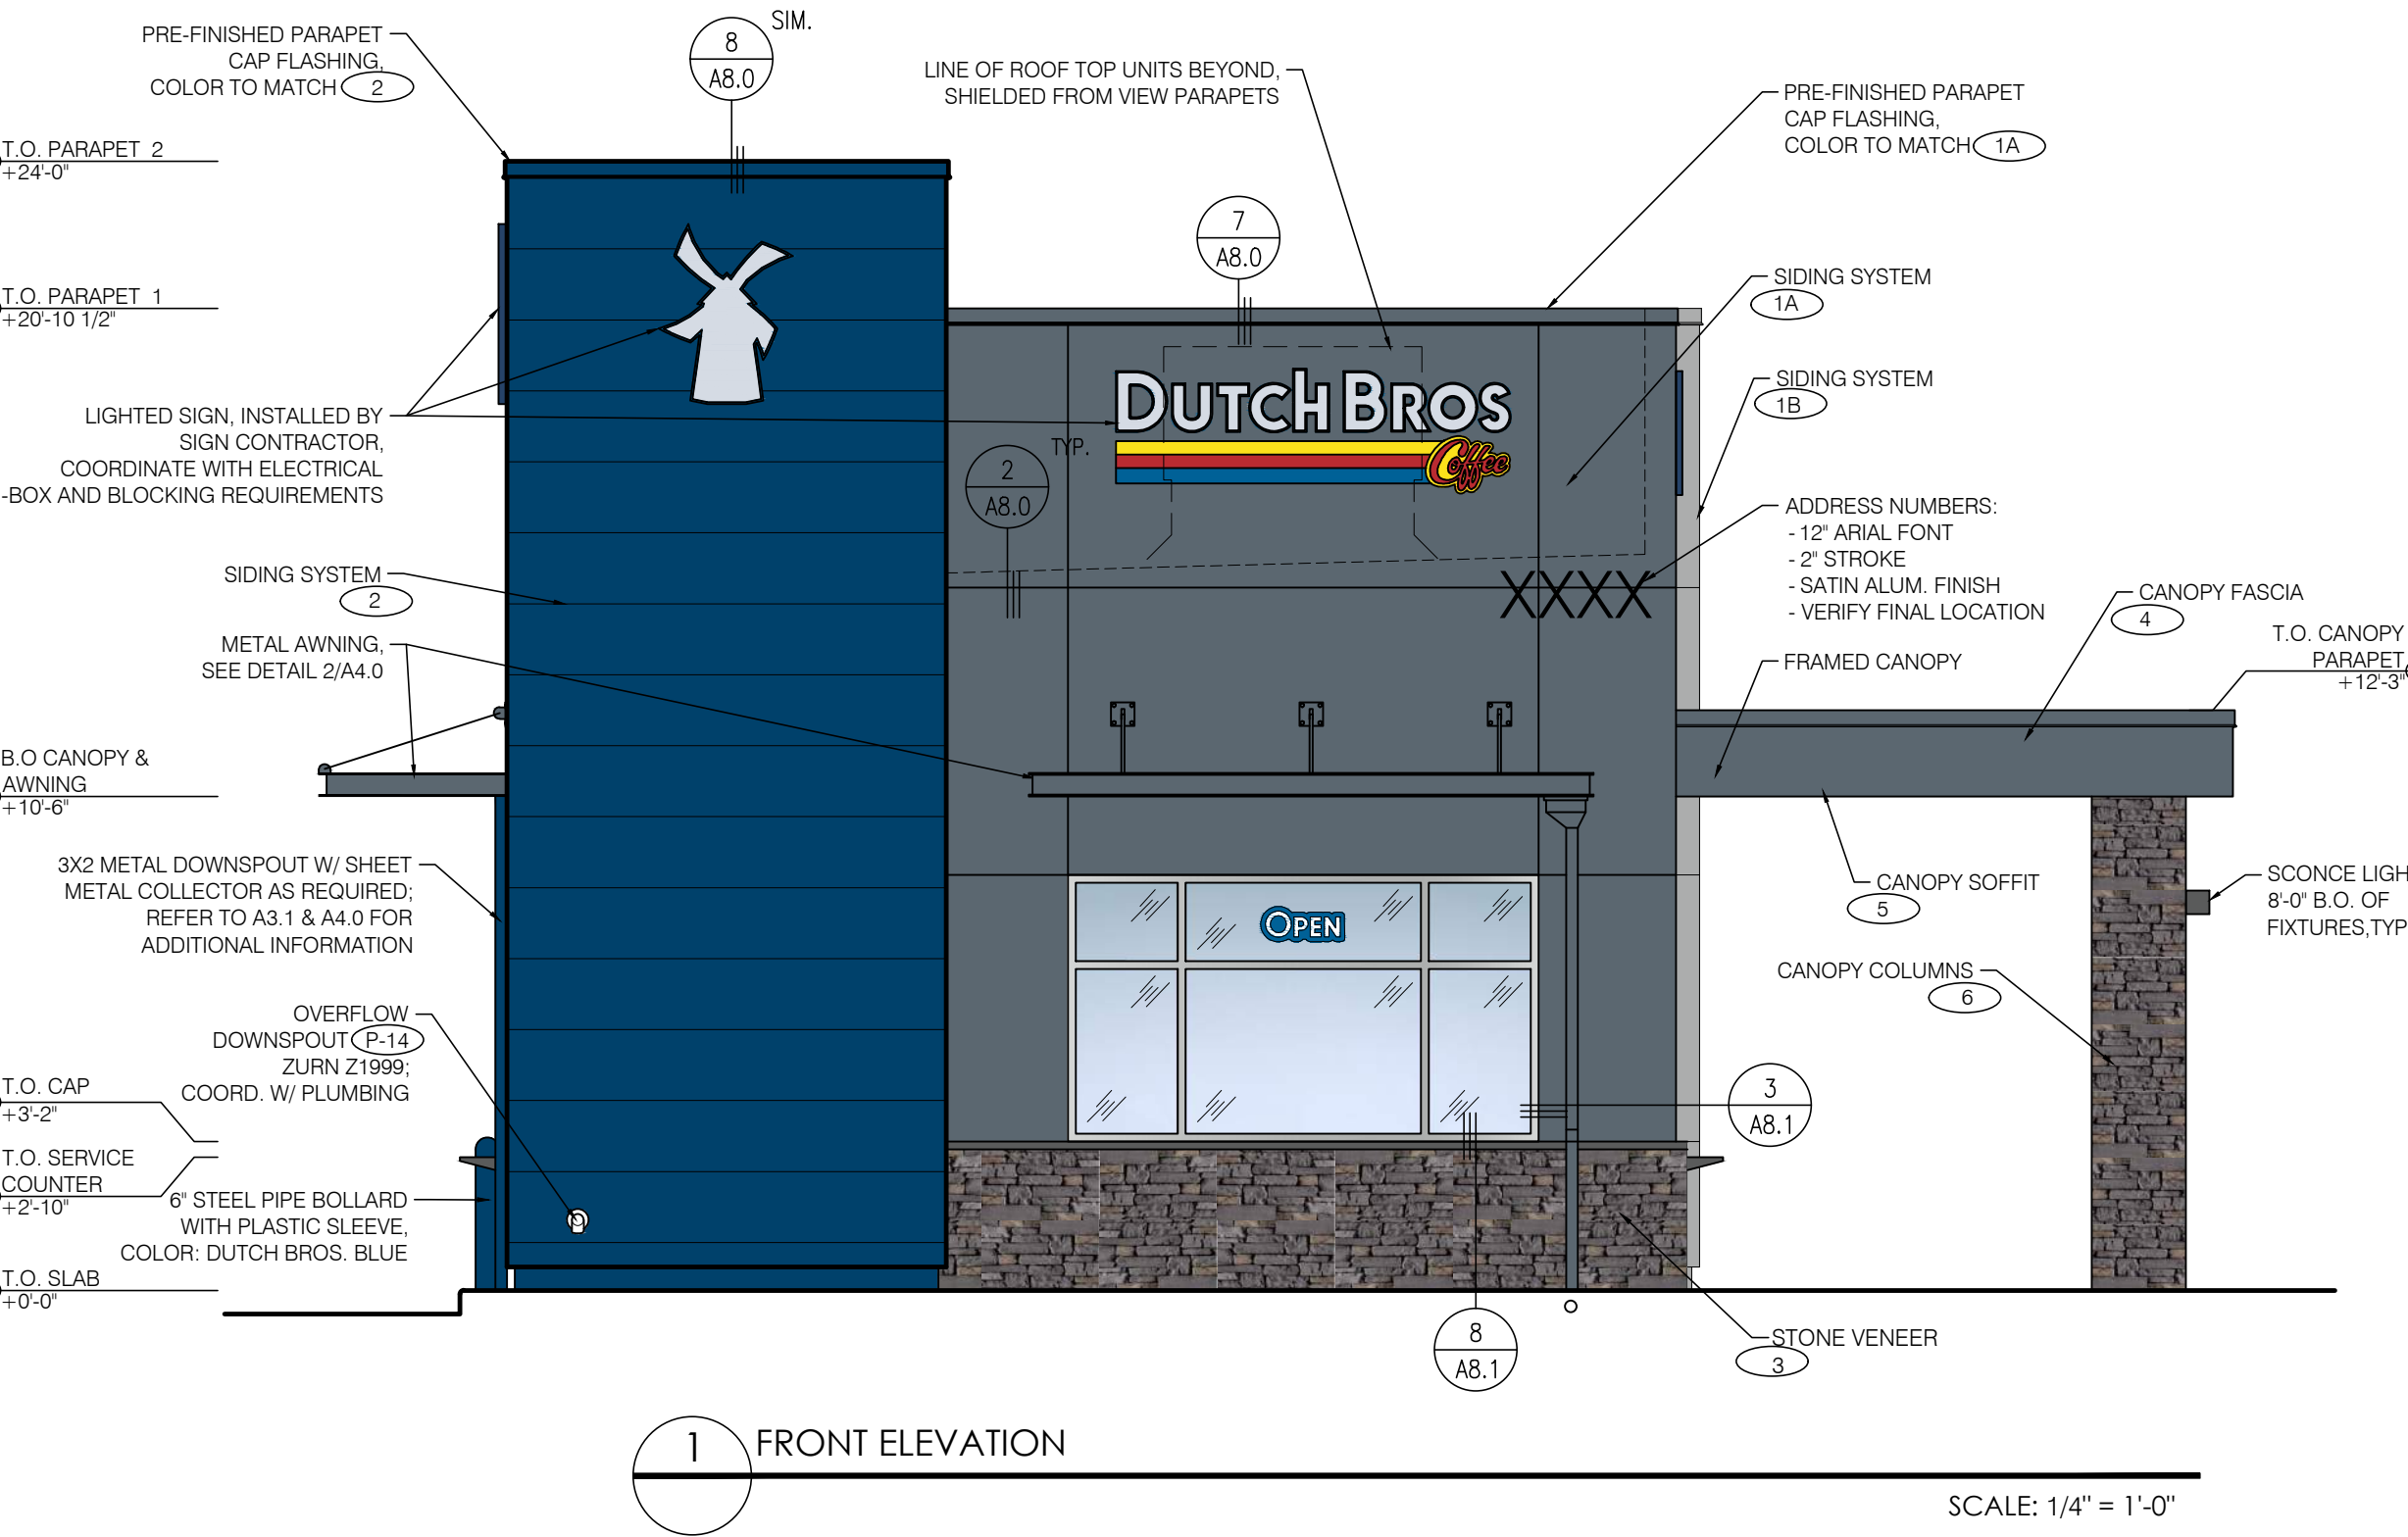 SIM.
8
A8.0
PRE-FINISHED PARAPET
CAP FLASHING,
COLOR TO MATCH 2
LINE OF ROOF TOP UNITS BEYOND,
SHIELDED FROM VIEW PARAPETS
PRE-FINISHED PARAPET
CAP FLASHING,
COLOR TO MATCH 1A
T.O. PARAPET 2
+24'-0"
7
A8.0
T.O. PARAPET 1
+20'-10 1/2"
SIDING SYSTEM
1A
SIDING SYSTEM
1B
LIGHTED SIGN, INSTALLED BY
SIGN CONTRACTOR,
COORDINATE WITH ELECTRICAL
-BOX AND BLOCKING REQUIREMENTS
DUTCH BROS
Coffee
TYP.
2
A8.0
ADDRESS NUMBERS:
- 12" ARIAL FONT
- 2" STROKE
- SATIN ALUM. FINISH
- VERIFY FINAL LOCATION
XXXX
SIDING SYSTEM
2
METAL AWNING,
SEE DETAIL 2/A4.0
CANOPY FASCIA
4
T.O. CANOPY
PARAPET
+12'-3"
FRAMED CANOPY
B.O CANOPY &
AWNING
+10'-6"
3X2 METAL DOWNSPOUT W/ SHEET
METAL COLLECTOR AS REQUIRED;
REFER TO A3.1 & A4.0 FOR
ADDITIONAL INFORMATION
OPEN
CANOPY SOFFIT
5
SCONCE LIGH
8'-0" B.O. OF
FIXTURES,TYP
CANOPY COLUMNS
6
OVERFLOW
DOWNSPOUT P-14
ZURN Z1999;
COORD. W/ PLUMBING
T.O. CAP
+3'-2"
3
A8.1
T.O. SERVICE
COUNTER
+2'-10"
6" STEEL PIPE BOLLARD
WITH PLASTIC SLEEVE,
COLOR: DUTCH BROS. BLUE
T.O. SLAB
+0'-0"
8
A8.1
STONE VENEER
3
1
FRONT ELEVATION
SCALE: 1/4" = 1'-0"